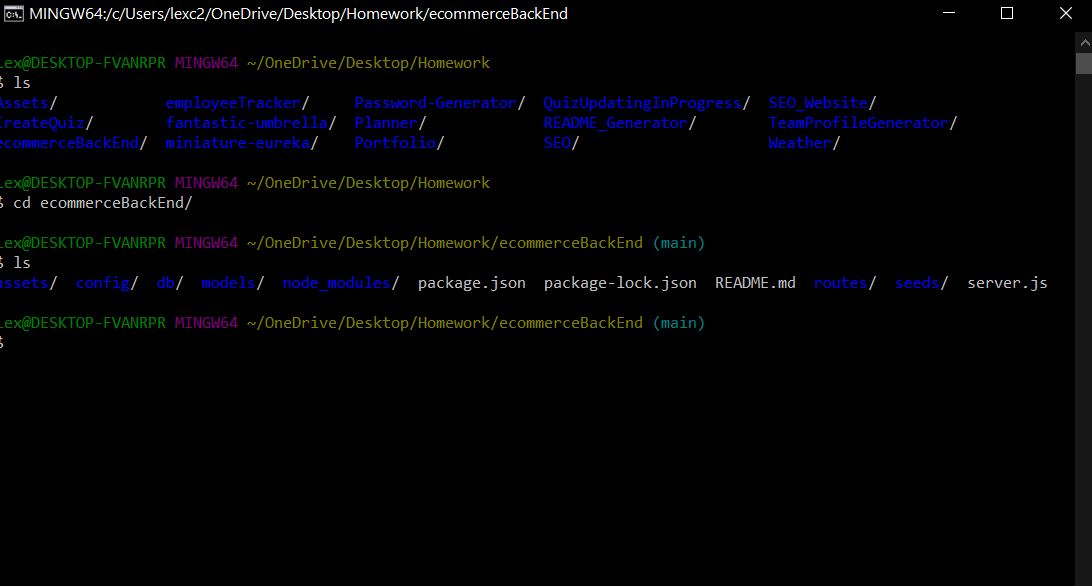 MINGW64:/c/Users/lexc2/OneDrive/Desktop/Homework/ecommerceBackEnd
Lex@DESKTOP-FVANRPR MINGW64 ~/OneDrive/Desktop/Homework
$ ls
Assets/ employeeTracker/ Password-Generator/ QuizUpdatingInProgress/ SEO_Website/
CreateQuiz/ fantastic-umbrella/ Planner/ README_Generator/ TeamProfileGenerator/
ecommerceBackEnd/ miniature-eureka/ Portfolio/ SEO/ Weather/
Lex@DESKTOP-FVANRPR MINGW64 ~/OneDrive/Desktop/Homework
$ cd ecommerceBackEnd/
Lex@DESKTOP-FVANRPR MINGW64 ~/OneDrive/Desktop/Homework/ecommerceBackEnd (main)
$ ls
assets/ config/ db/ models/ node_modules/ package.json package-lock.json README.md routes/ seeds/ server.js
Lex@DESKTOP-FVANRPR MINGW64 ~/OneDrive/Desktop/Homework/ecommerceBackEnd (main)
$